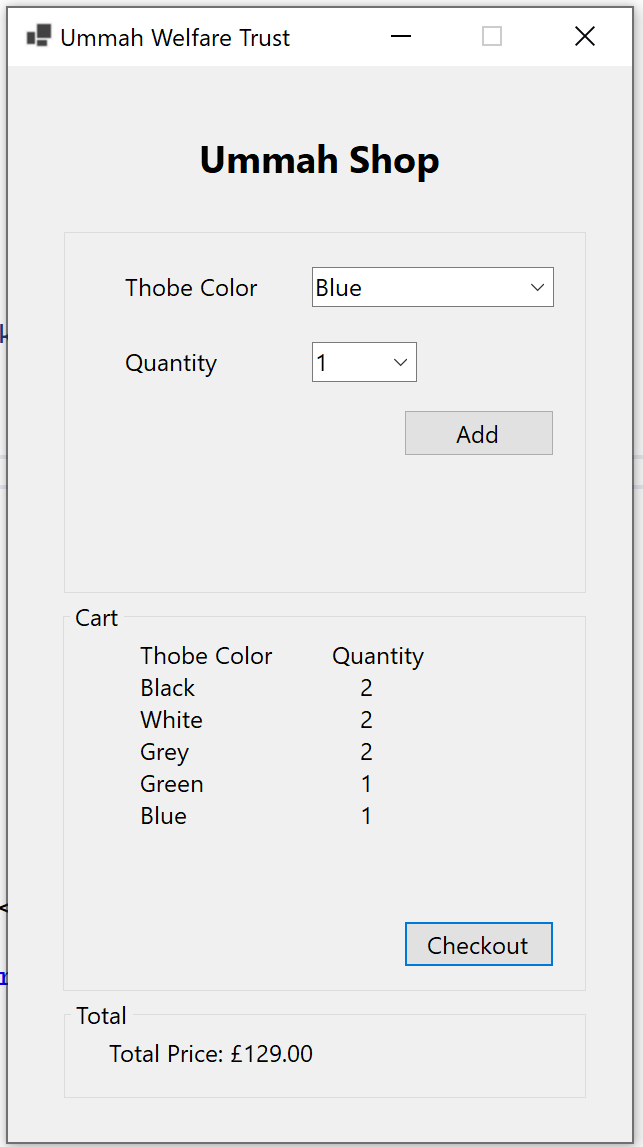 Ummah Welfare Trust
Ummah Shop
Thobe Color Blue
Quantity 1
Add
Cart
Thobe Color Quantity
Black 2
White 2
Grey 2
Green 1
Blue 1
Checkout
Total
Total Price: £129.00